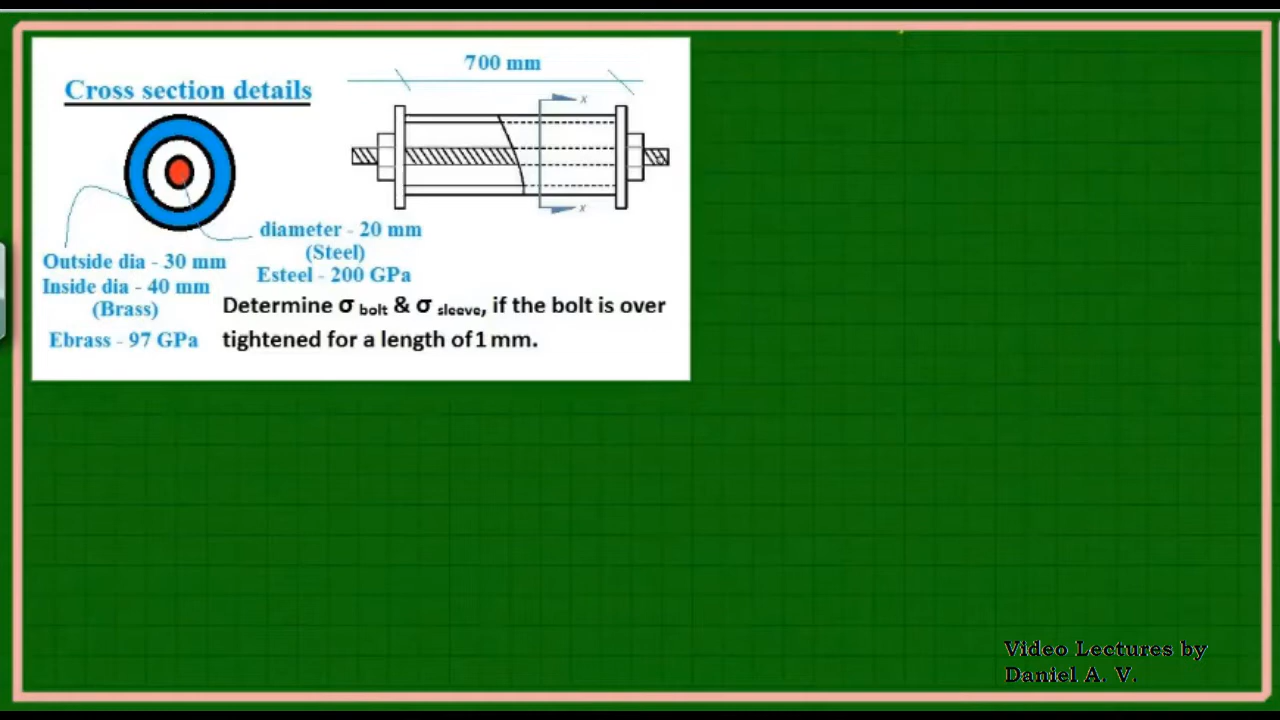 700 mm
Cross section details
x
x
diameter - 20 mm
(Steel)
Esteel - 200 GPa
Outside dia - 30 mm
Inside dia - 40 mm
(Brass)
Ebrass - 97 GPa
Determine σ bolt & σ sleeve, if the bolt is over
tightened for a length of 1 mm.
Video Lectures by
Daniel A. V.